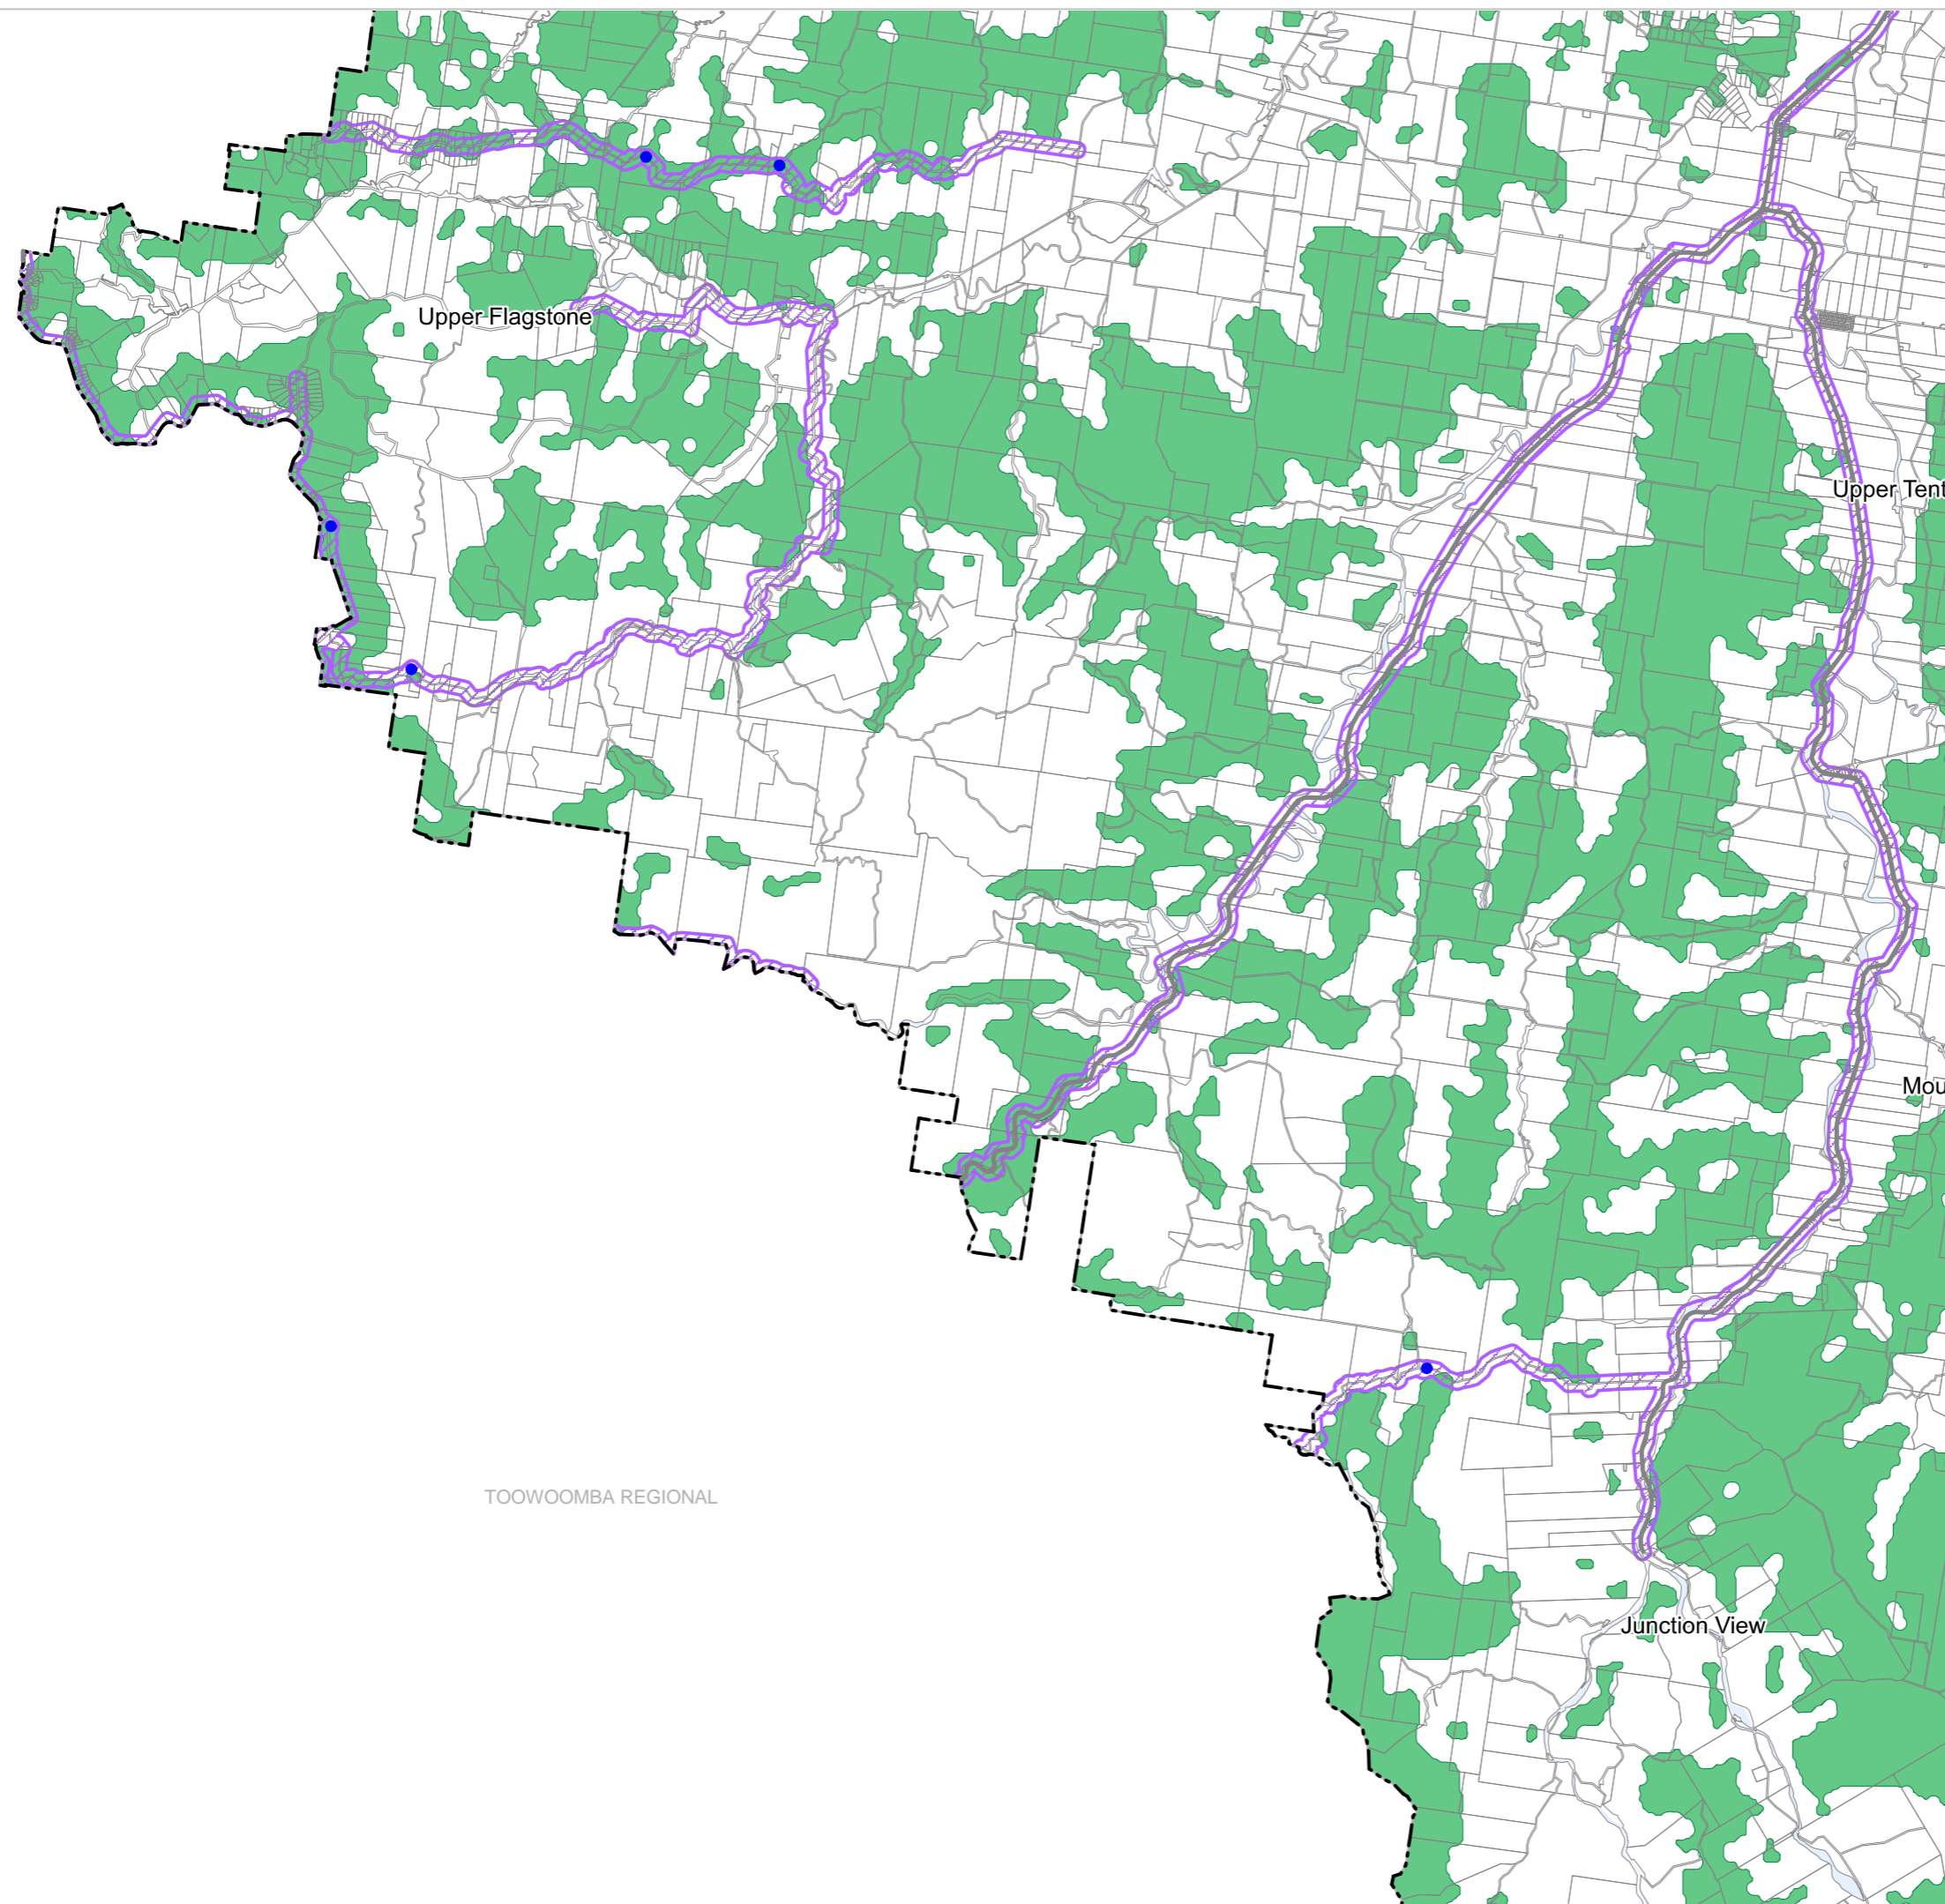 Upper Flagstone
Upper Tent
Mou
TOOWOOMBA REGIONAL
Junction View